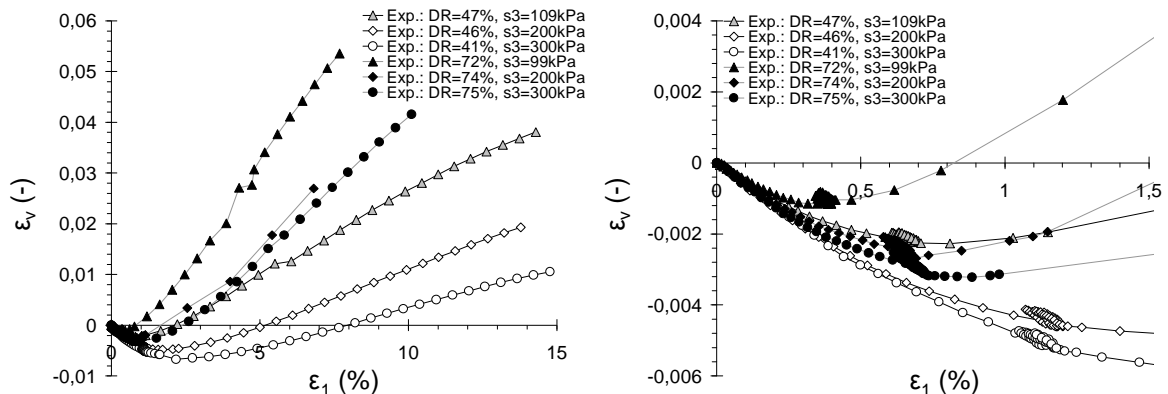 Exp.: DR=47%, s3=109kPa
Exp.: DR=46%, s3=200kPa
Exp.: DR=41%, s3=300kPa
Exp.: DR=72%, s3=99kPa
Exp.: DR=74%, s3=200kPa
Exp.: DR=75%, s3=300kPa
0,06
0,05
0,04
0,03
0,02
0,01
0
-0,01
εv (-)
0 5 10 15
ε1 (%)
Exp.: DR=47%, s3=109kPa
Exp.: DR=46%, s3=200kPa
Exp.: DR=41%, s3=300kPa
Exp.: DR=72%, s3=99kPa
Exp.: DR=74%, s3=200kPa
Exp.: DR=75%, s3=300kPa
0,004
0,002
0
-0,002
-0,004
-0,006
εv (-)
0 0,5 1 1,5
ε1 (%)